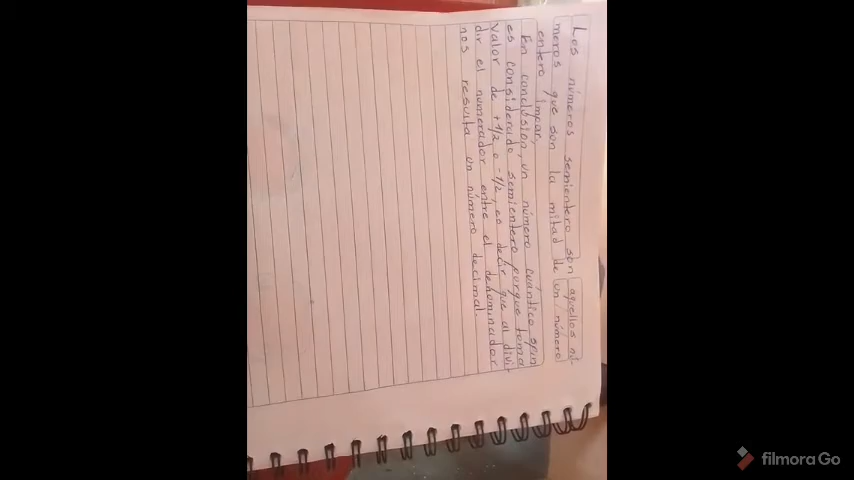 Los números semientero son aquellos nú-
meros que son la mitad de un número
entero impar.
En conclusión, un número cuántico spin
es considerado semientero porque toma
valor de +1/2 o -1/2, es decir que al divi-
dir el numerador entre el denominador
nos resulta un número decimal.
filmora Go